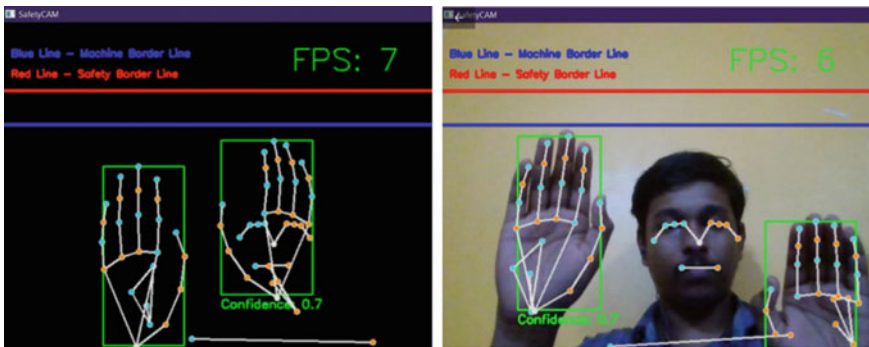 SafetyCAM
Blue Line - Machine Border Line
Red Line - Safety Border Line
FPS: 7
Confidence: 0.7
SafetyCAM
Blue Line - Machine Border Line
Red Line - Safety Border Line
FPS: 6
Confidence: 0.7